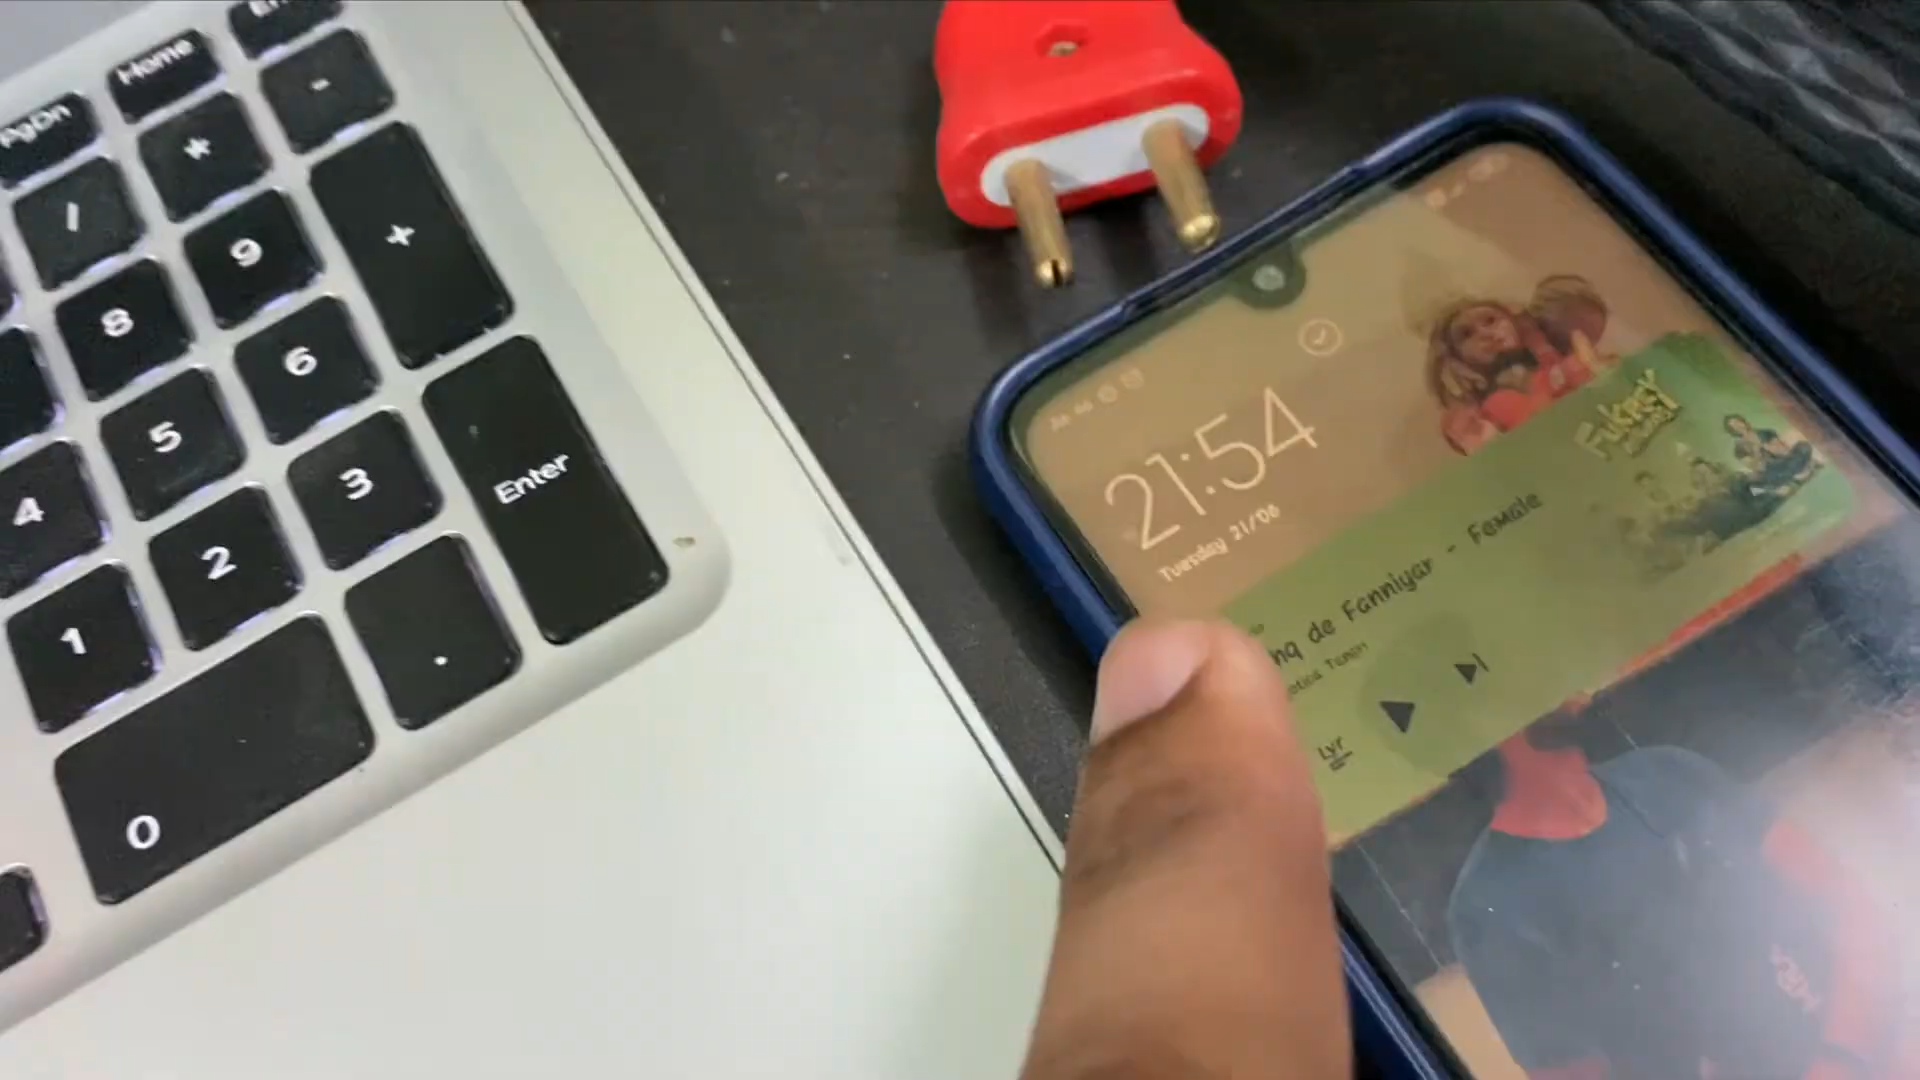 Home
PgDn
-
*
/
+
9
8
6
5
4
Enter
3
2
1
.
0
21:54
Tuesday 21/06
Fukrey
de Fanniyar - Female
Lyr